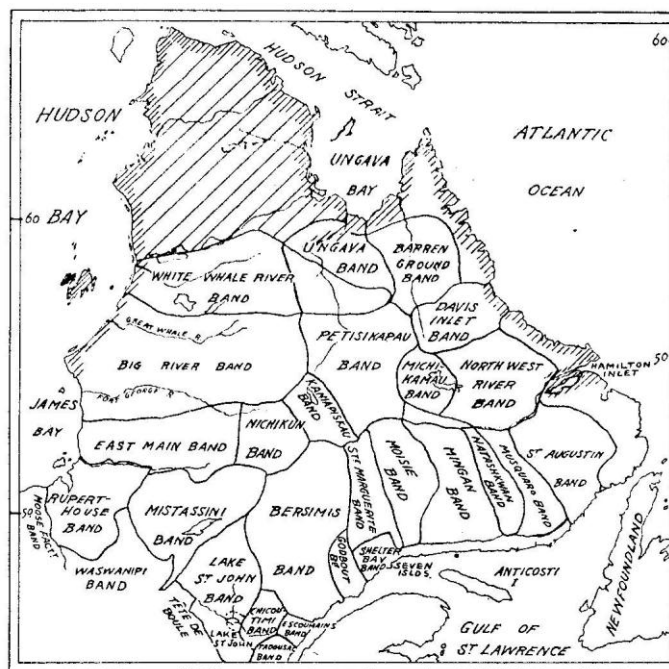 60
HUDSON STRAIT
HUDSON
BAY
ATLANTIC
OCEAN
UNGAVA
BAY
60
UNGAVA
BAND
BARREN
GROUND
BAND
WHITE WHALE RIVER
BAND
DAVIS
INLET
BAND
GREAT WHALE R.
PETISIKAPAU
BAND
BIG RIVER BAND
MICHI-
KAMAU
BAND
NORTH WEST
RIVER
BAND
50
HAMILTON
INLET
JAMES
BAY
FORT GEORGE R.
KANIAPISKAU
BAND
NICHIKUN
BAND
EAST MAIN BAND
STE MARGUERITE
BAND
MOISIE
BAND
MINGAN
BAND
NATASHKWAN
BAND
MUSQUARO BAND
ST AUGUSTIN
BAND
50
RUPERT-
HOUSE
BAND
MOOSE FACT.
BAND
MISTASSINI
BAND
BERSIMIS
BAND
WASWANIPI
BAND
LAKE
ST JOHN
BAND
GODBOUT
BD
SHELTER
BAY
BAND
SEVEN
ISLDS.
ANTICOSTI
I
NEWFOUNDLAND
TÊTE DE
BOULE
LAKE
ST JOHN
CHICOU-
TIMI
BAND
ESCOUMAINS
BAND
TADOUSAC
BAND
GULF OF
ST LAWRENCE